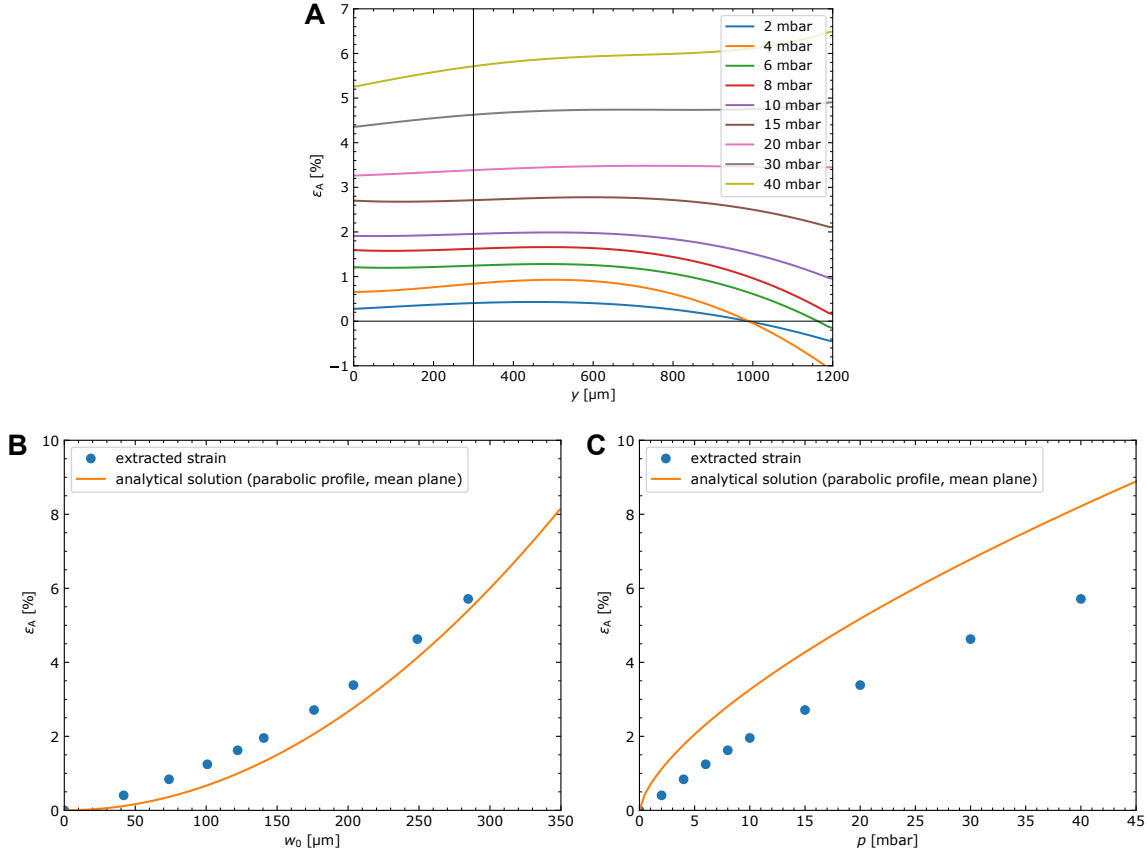 A
7
6
5
4
3
2
1
0
−1
ε_A [%]
2 mbar
4 mbar
6 mbar
8 mbar
10 mbar
15 mbar
20 mbar
30 mbar
40 mbar
0 200 400 600 800 1000 1200
y [µm]
B
10
8
6
4
2
0
ε_A [%]
extracted strain
analytical solution (parabolic profile, mean plane)
0 50 100 150 200 250 300 350
w_0 [µm]
C
10
8
6
4
2
0
ε_A [%]
extracted strain
analytical solution (parabolic profile, mean plane)
0 5 10 15 20 25 30 35 40 45
p [mbar]